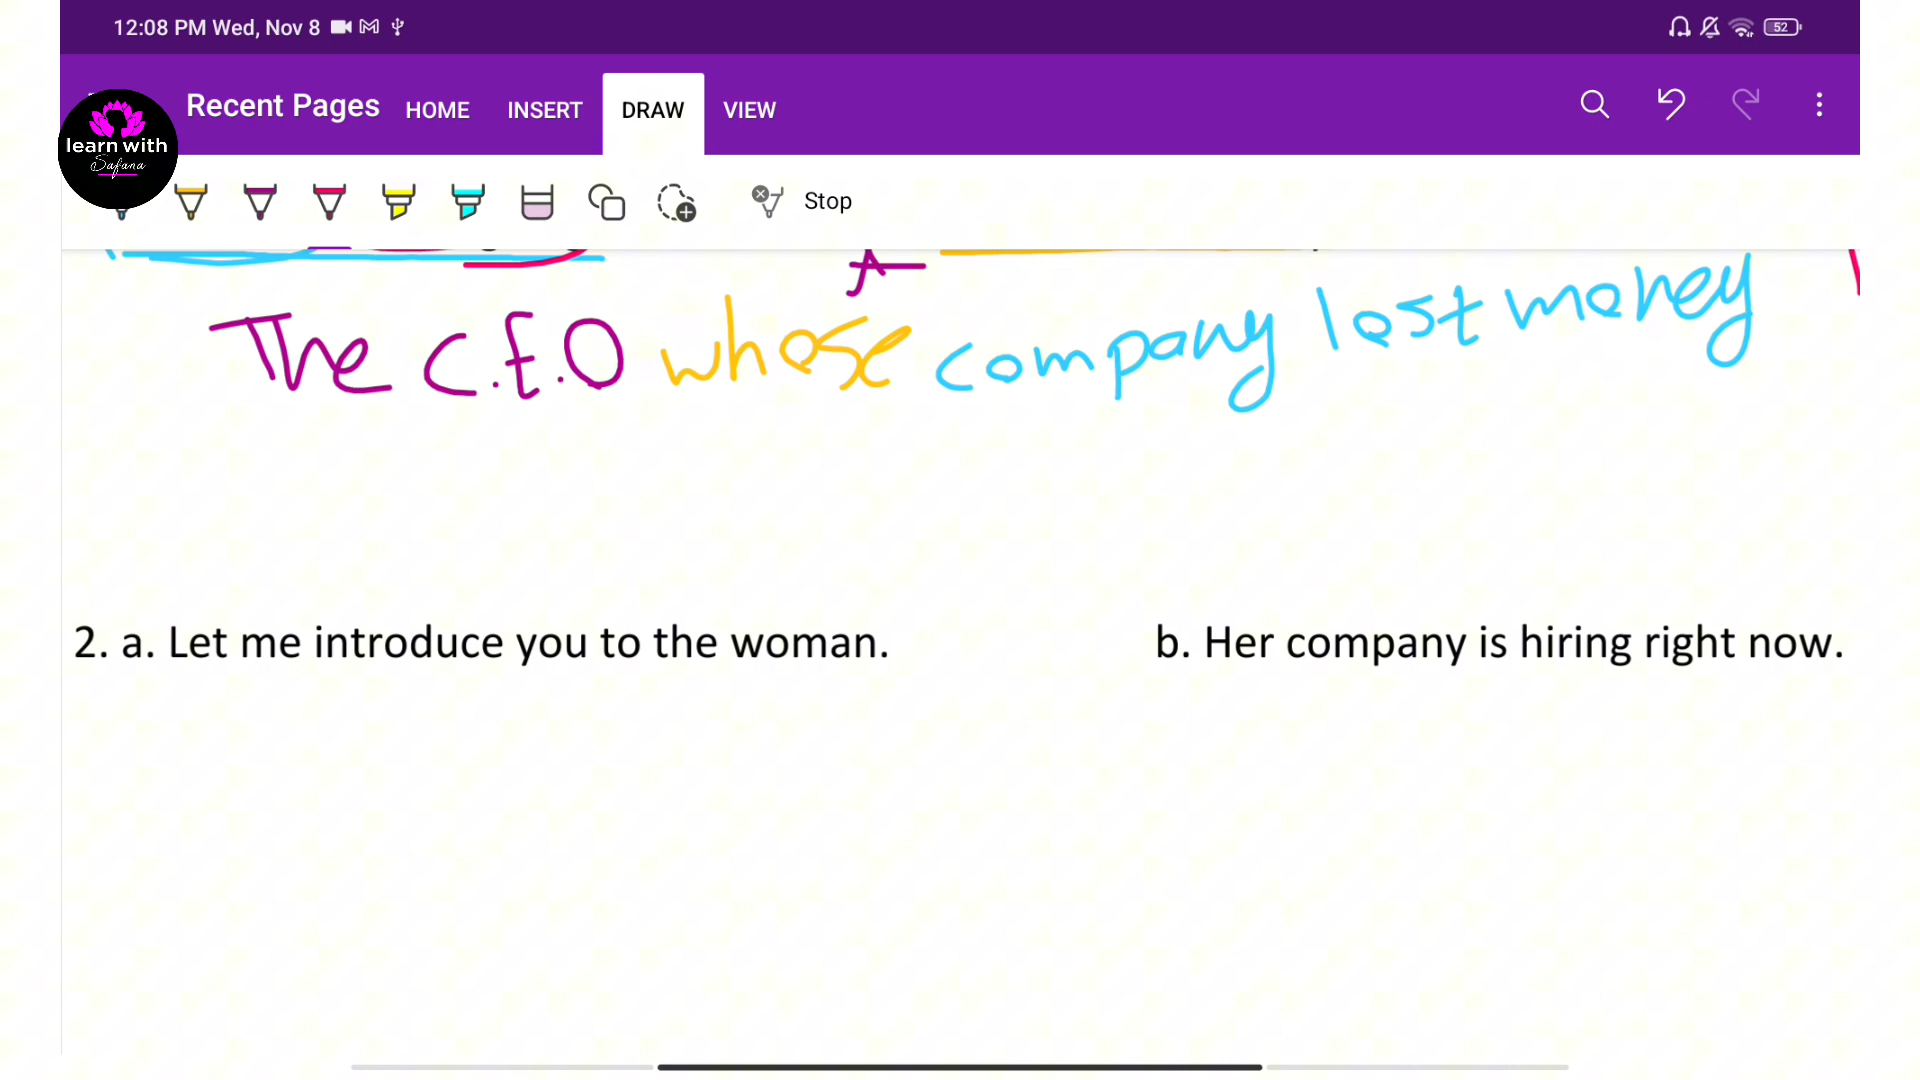 12:08 PM Wed, Nov 8
52
Recent Pages HOME INSERT DRAW VIEW
learn with
Safana
Stop
The C.E.O whose company lost money
2. a. Let me introduce you to the woman. b. Her company is hiring right now.